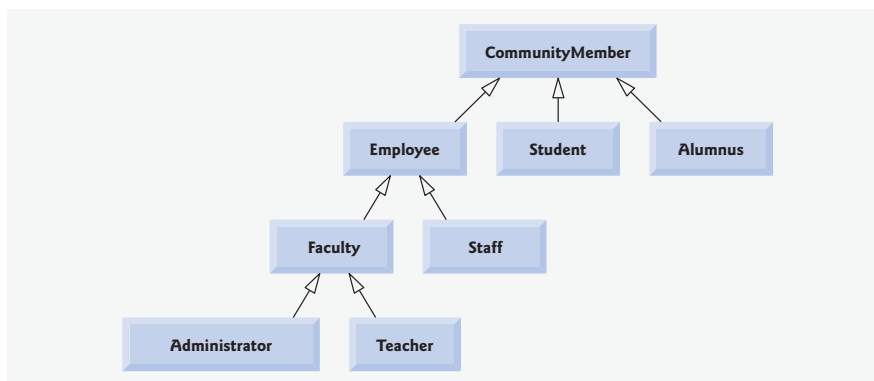 CommunityMember
Employee
Student
Alumnus
Faculty
Staff
Administrator
Teacher